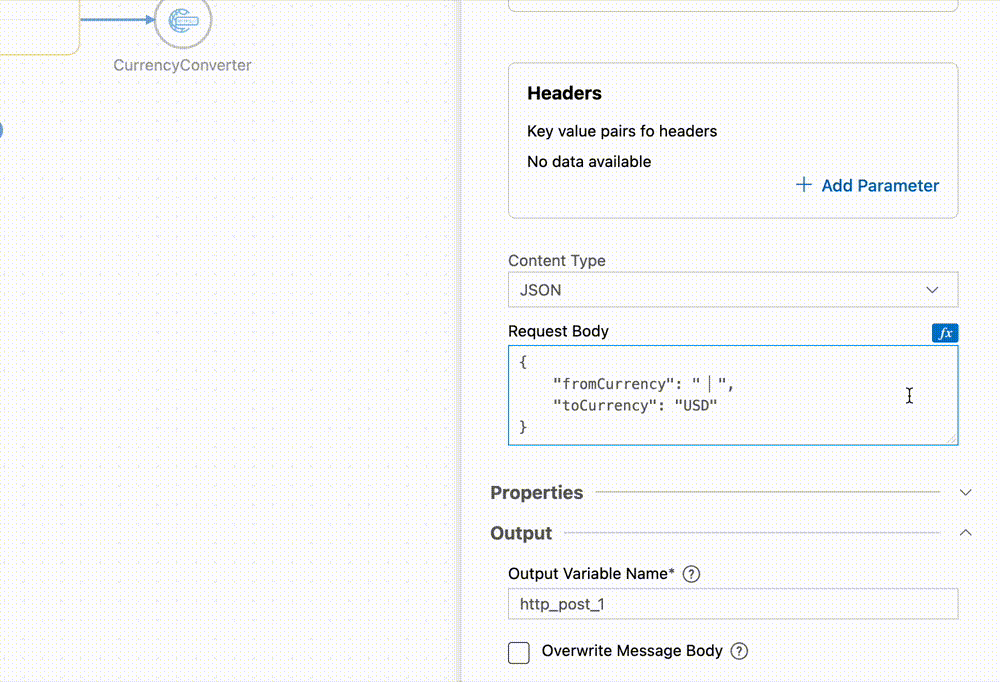 CurrencyConverter
Headers
Key value pairs fo headers
No data available
+ Add Parameter
Content Type
JSON
Request Body
fx
{
    "fromCurrency": "  ",
    "toCurrency": "USD"
}
Properties
Output
Output Variable Name* ?
http_post_1
Overwrite Message Body ?